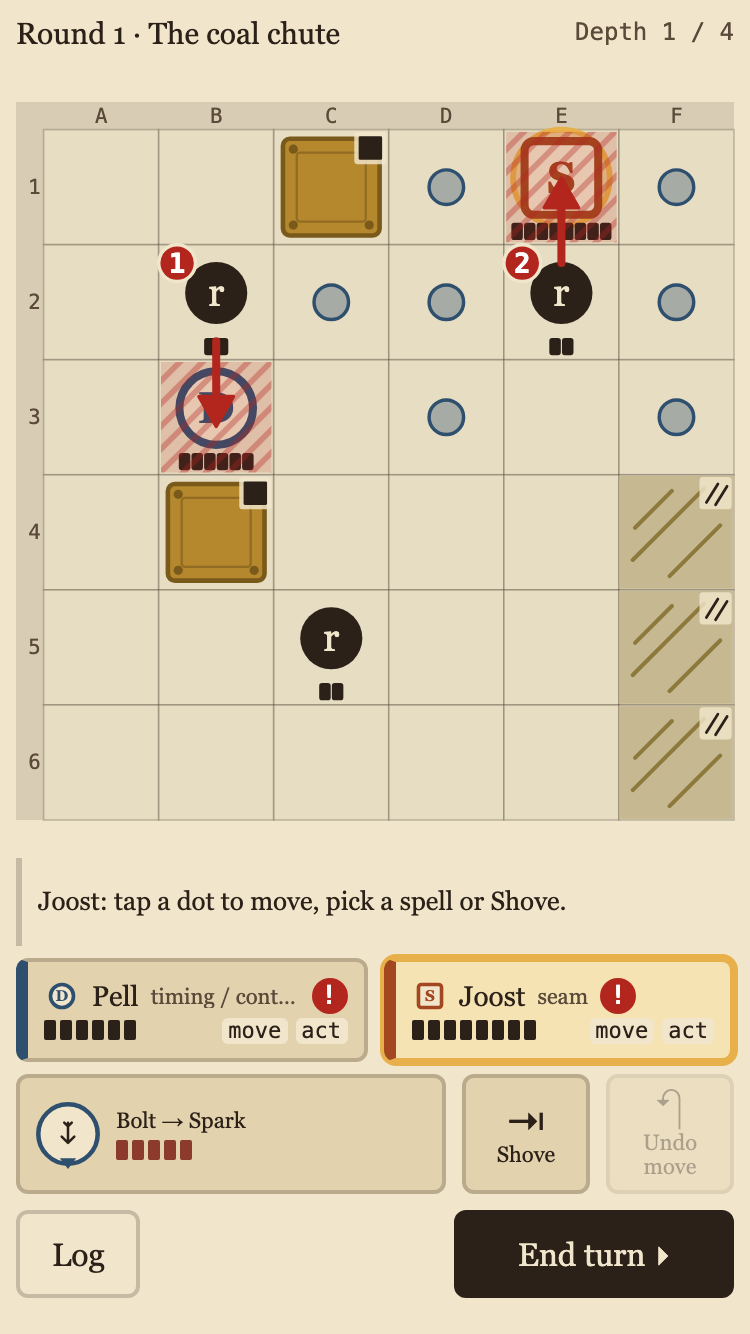 Round 1 · The coal chute
Depth 1 / 4
A B C D E F
1
S
2
1 r
2 r
3
D
4
5
r
6
Joost: tap a dot to move, pick a spell or Shove.
D Pell timing / cont... !
move act
S Joost seam !
move act
Bolt → Spark
Shove
Undo
move
Log
End turn